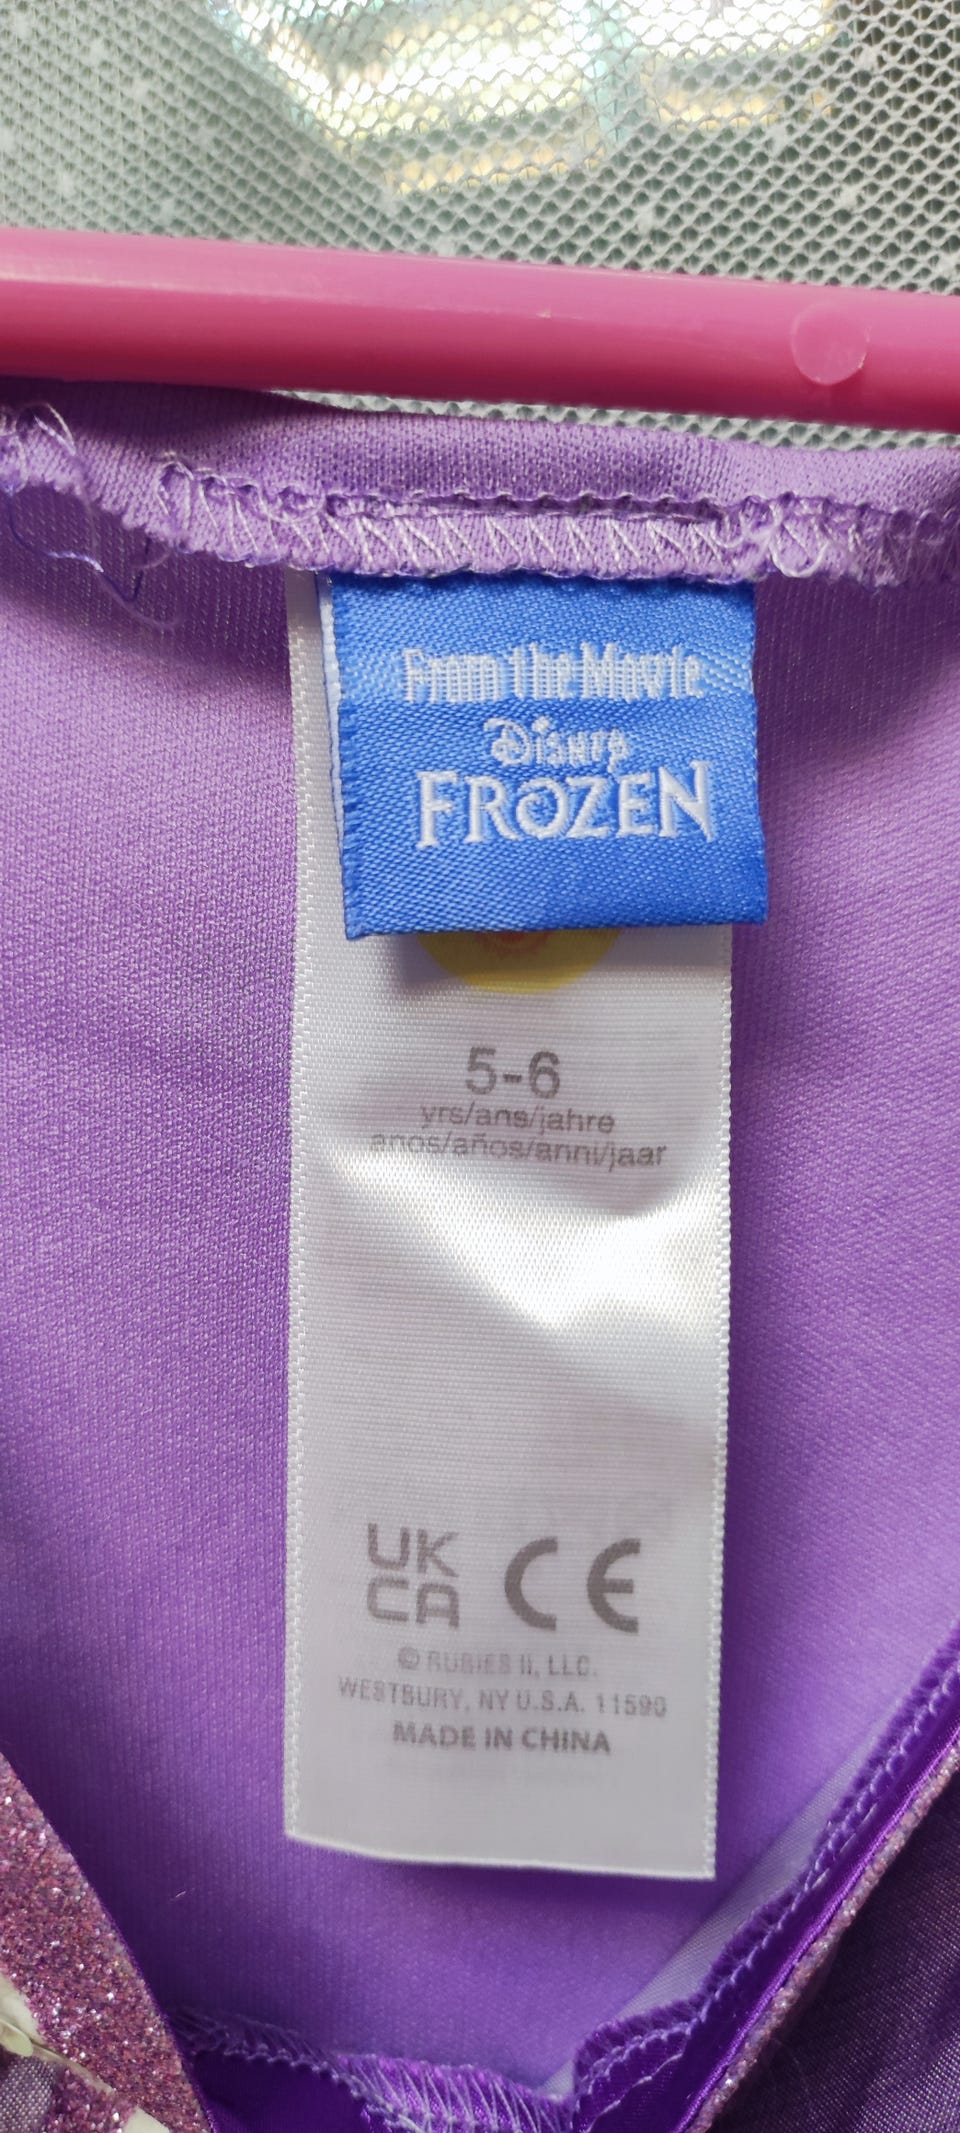 From the Movie
Disney
FROZEN
5-6
yrs/ans/jahre
anos/años/anni/jaar
UK
CA CE
© RUBIES II, LLC.
WESTBURY, NY U.S.A. 11590
MADE IN CHINA